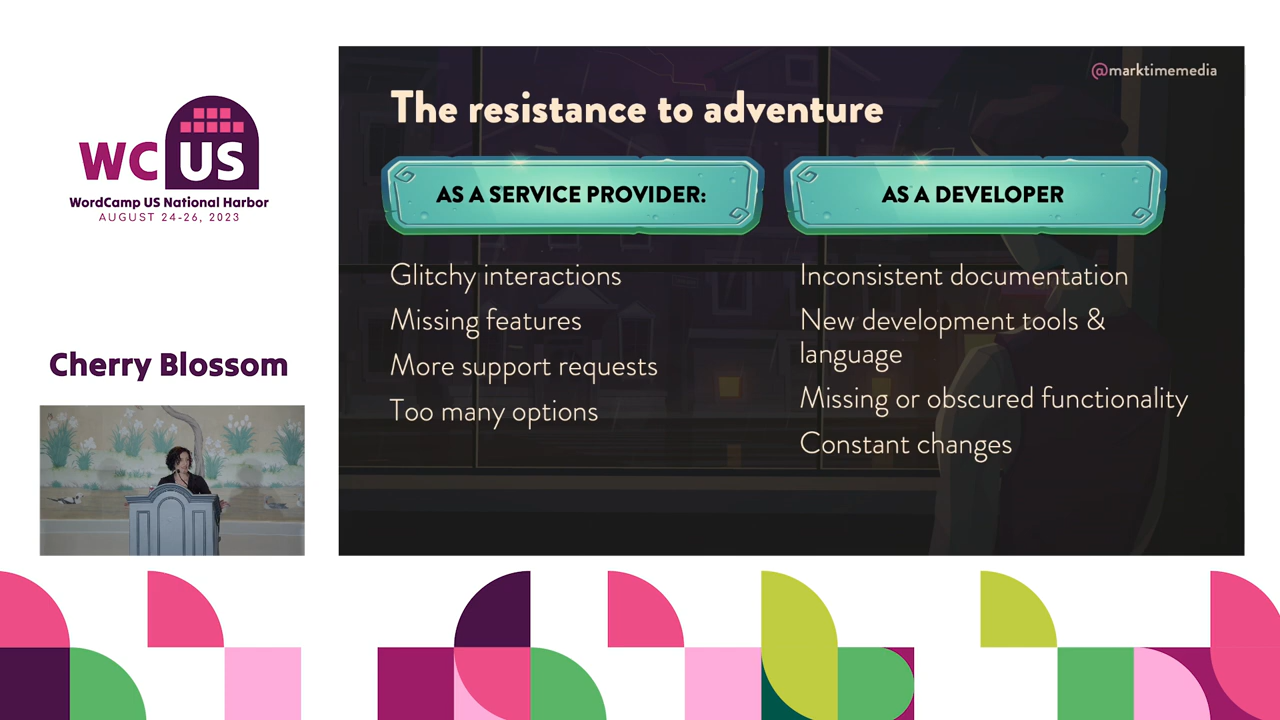 WC US
WordCamp US National Harbor
AUGUST 24-26, 2023
Cherry Blossom
@marktimemedia
The resistance to adventure
AS A SERVICE PROVIDER:
Glitchy interactions
Missing features
More support requests
Too many options
AS A DEVELOPER
Inconsistent documentation
New development tools &
language
Missing or obscured functionality
Constant changes